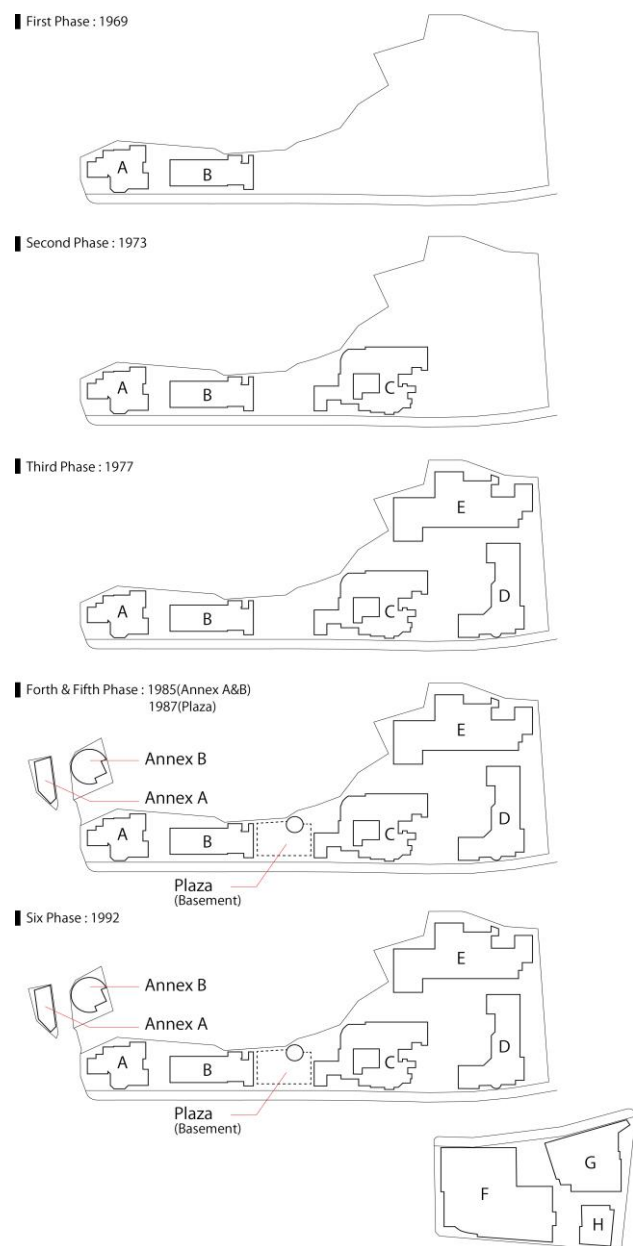 First Phase : 1969
A
B
Second Phase : 1973
A
B
C
Third Phase : 1977
E
A
B
C
D
Forth & Fifth Phase : 1985(Annex A&B)
1987(Plaza)
E
Annex B
Annex A
D
A
B
C
Plaza
(Basement)
Six Phase : 1992
E
Annex B
Annex A
D
A
B
C
Plaza
(Basement)
G
F
H